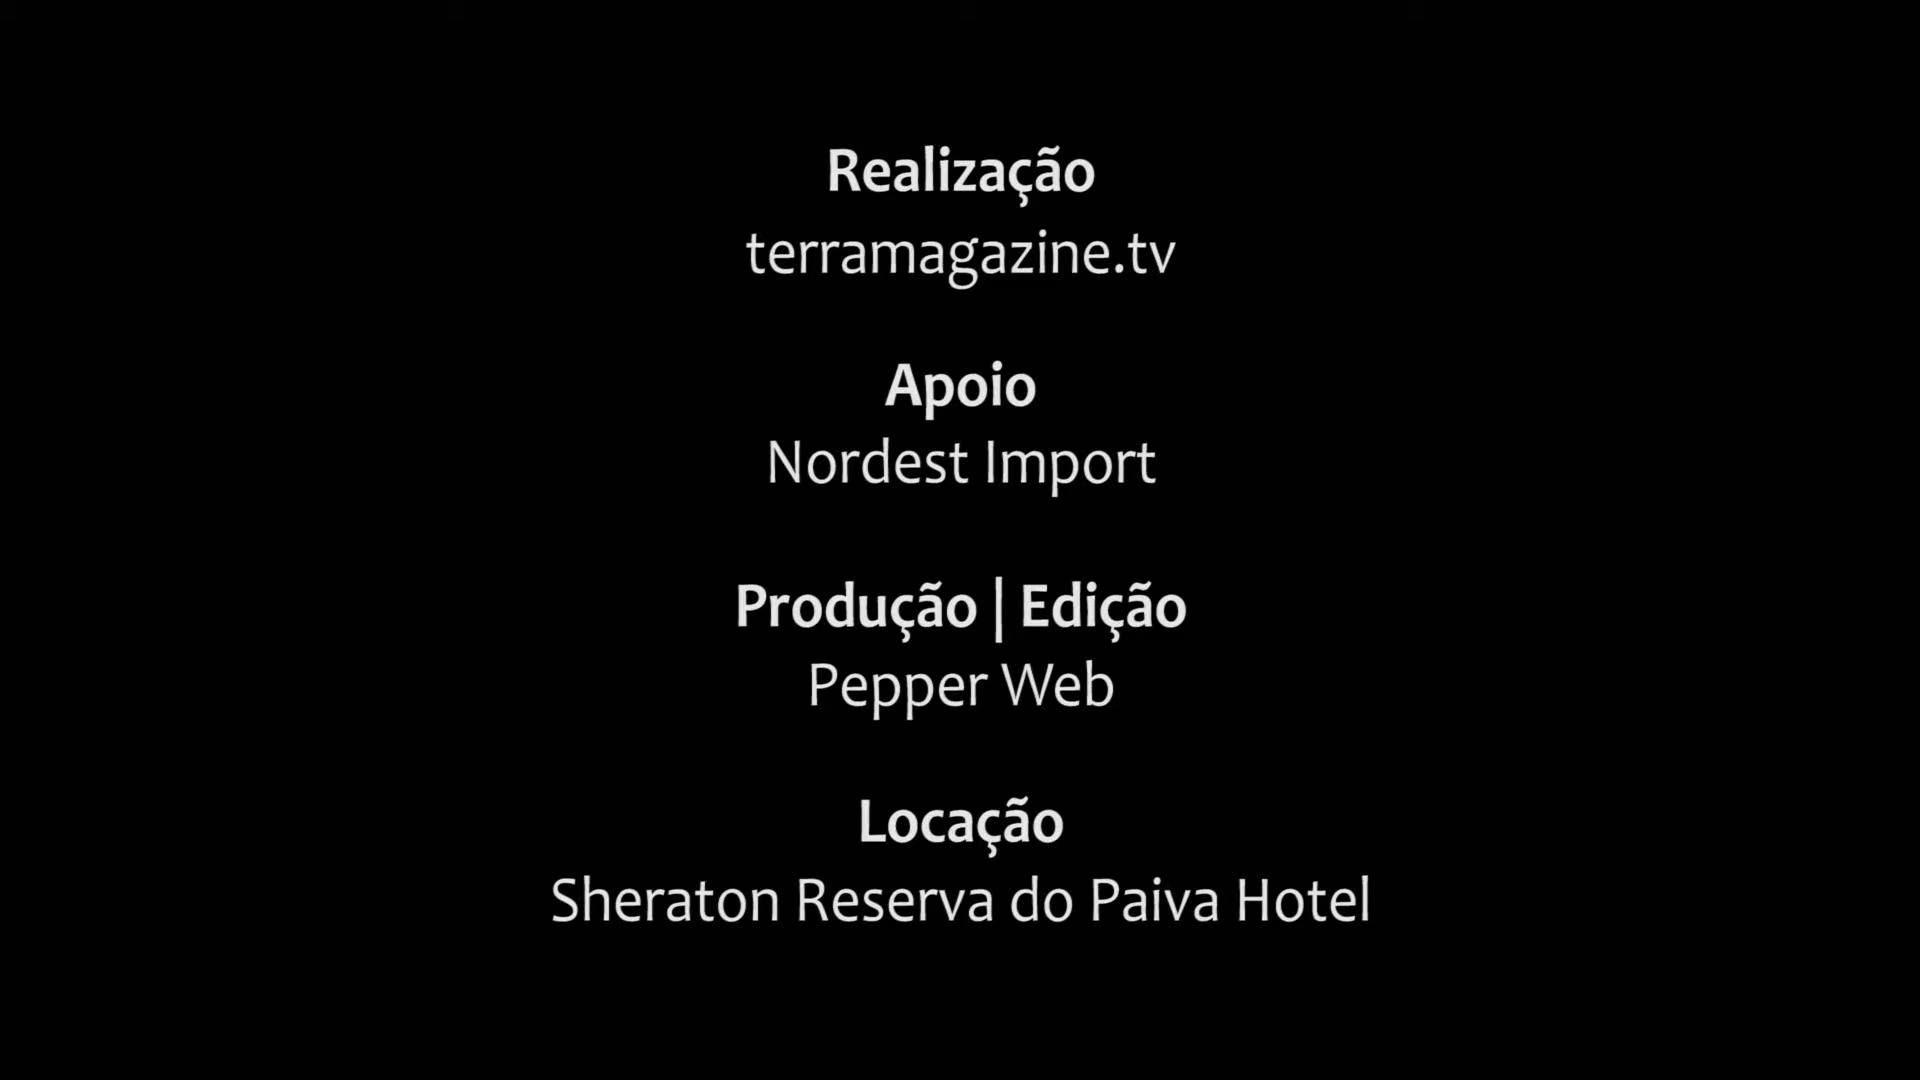 Realização
terramagazine.tv
Apoio
Nordest Import
Produção | Edição
Pepper Web
Locação
Sheraton Reserva do Paiva Hotel